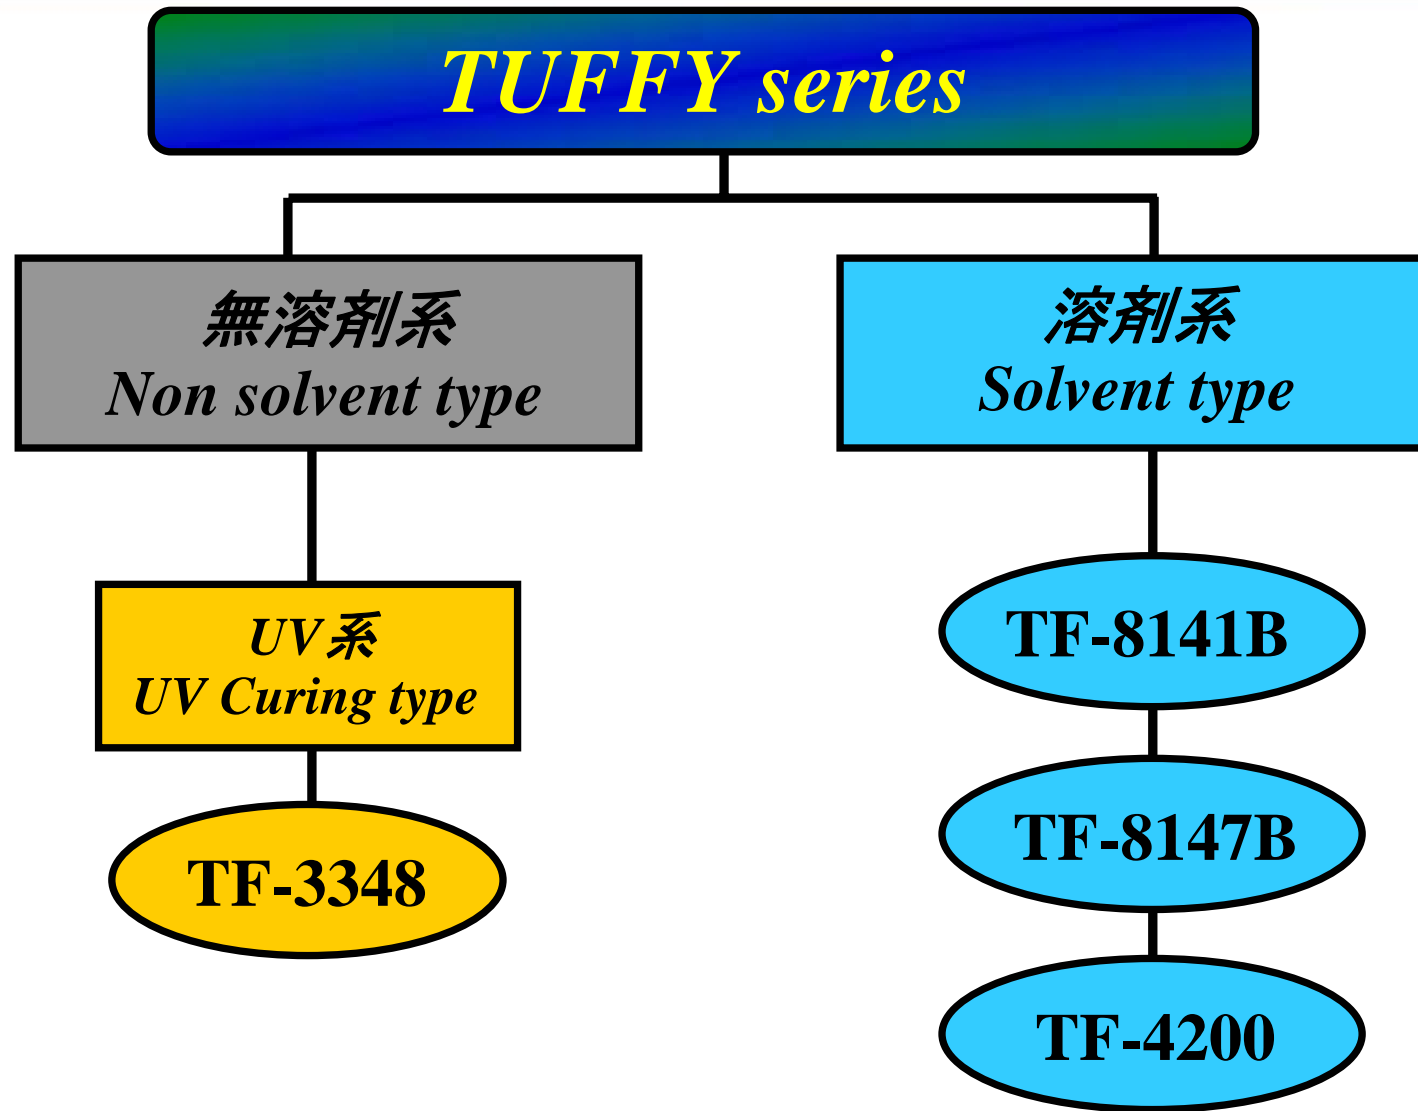 TUFFY series
無溶剤系
Non solvent type
溶剤系
Solvent type
UV系
UV Curing type
TF-3348
TF-8141B
TF-8147B
TF-4200